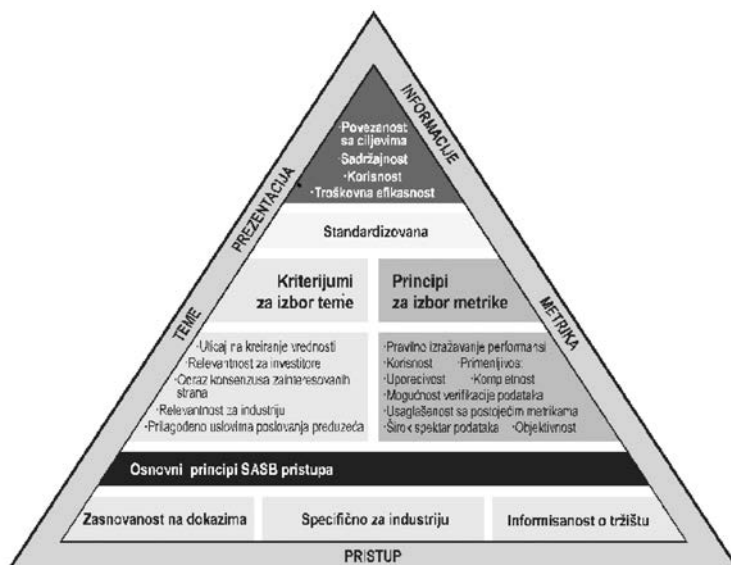 INFORMACIJE
PREZENTACIJA
·Povezanost
sa ciljevima
·Sadržajnost
·Korisnost
·Troškovna efikasnost
Standardizovana
TEME
METRIKA
Kriterijumi
za izbor teme
Principi
za izbor metrike
·Uticaj na kreiranje vrednosti
·Relevantnost za investitore
·Odraz konsenzusa zainteresovanih
strana
·Relevantnost za industriju
·Prilagođeno uslovima poslovanja preduzeća
·Pravilno izražavanje performansi
·Korisnost ·Primenljivost
·Uporedivost ·Kompletnost
·Mogućnost verifikacije podataka
·Usaglašenost sa postojećim metrikama
·Širok spektar podataka ·Objektivnost
Osnovni principi SASB pristupa
Zasnovanost na dokazima
Specifično za industriju
Informisanost o tržištu
PRISTUP